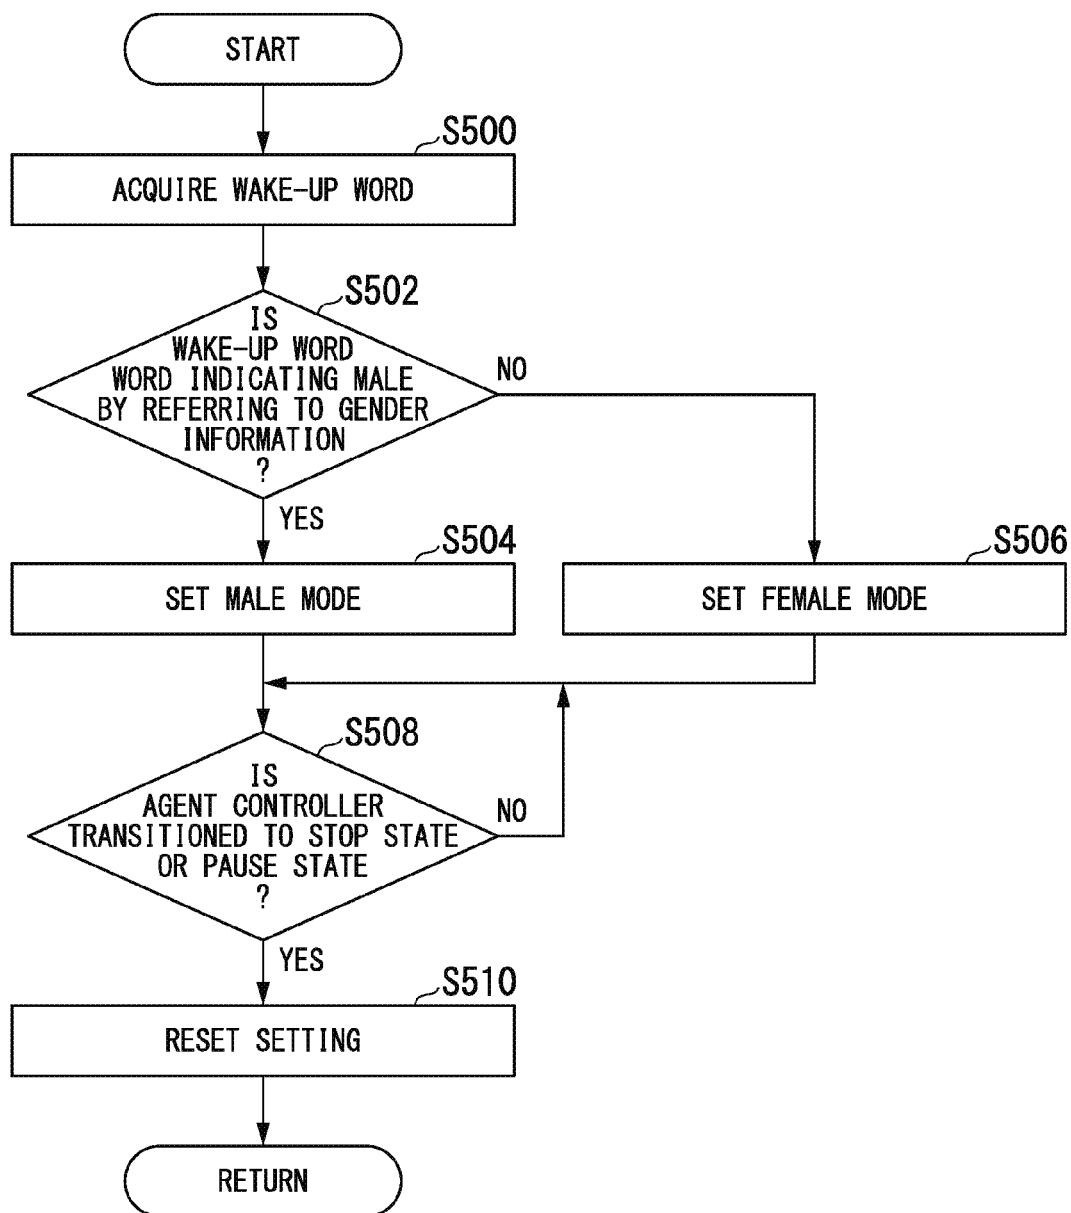 START
S500
ACQUIRE WAKE-UP WORD
S502
IS
WAKE-UP WORD
WORD INDICATING MALE
BY REFERRING TO GENDER
INFORMATION
?
NO
YES
S504
SET MALE MODE
S506
SET FEMALE MODE
S508
IS
AGENT CONTROLLER
TRANSITIONED TO STOP STATE
OR PAUSE STATE
?
NO
YES
S510
RESET SETTING
RETURN